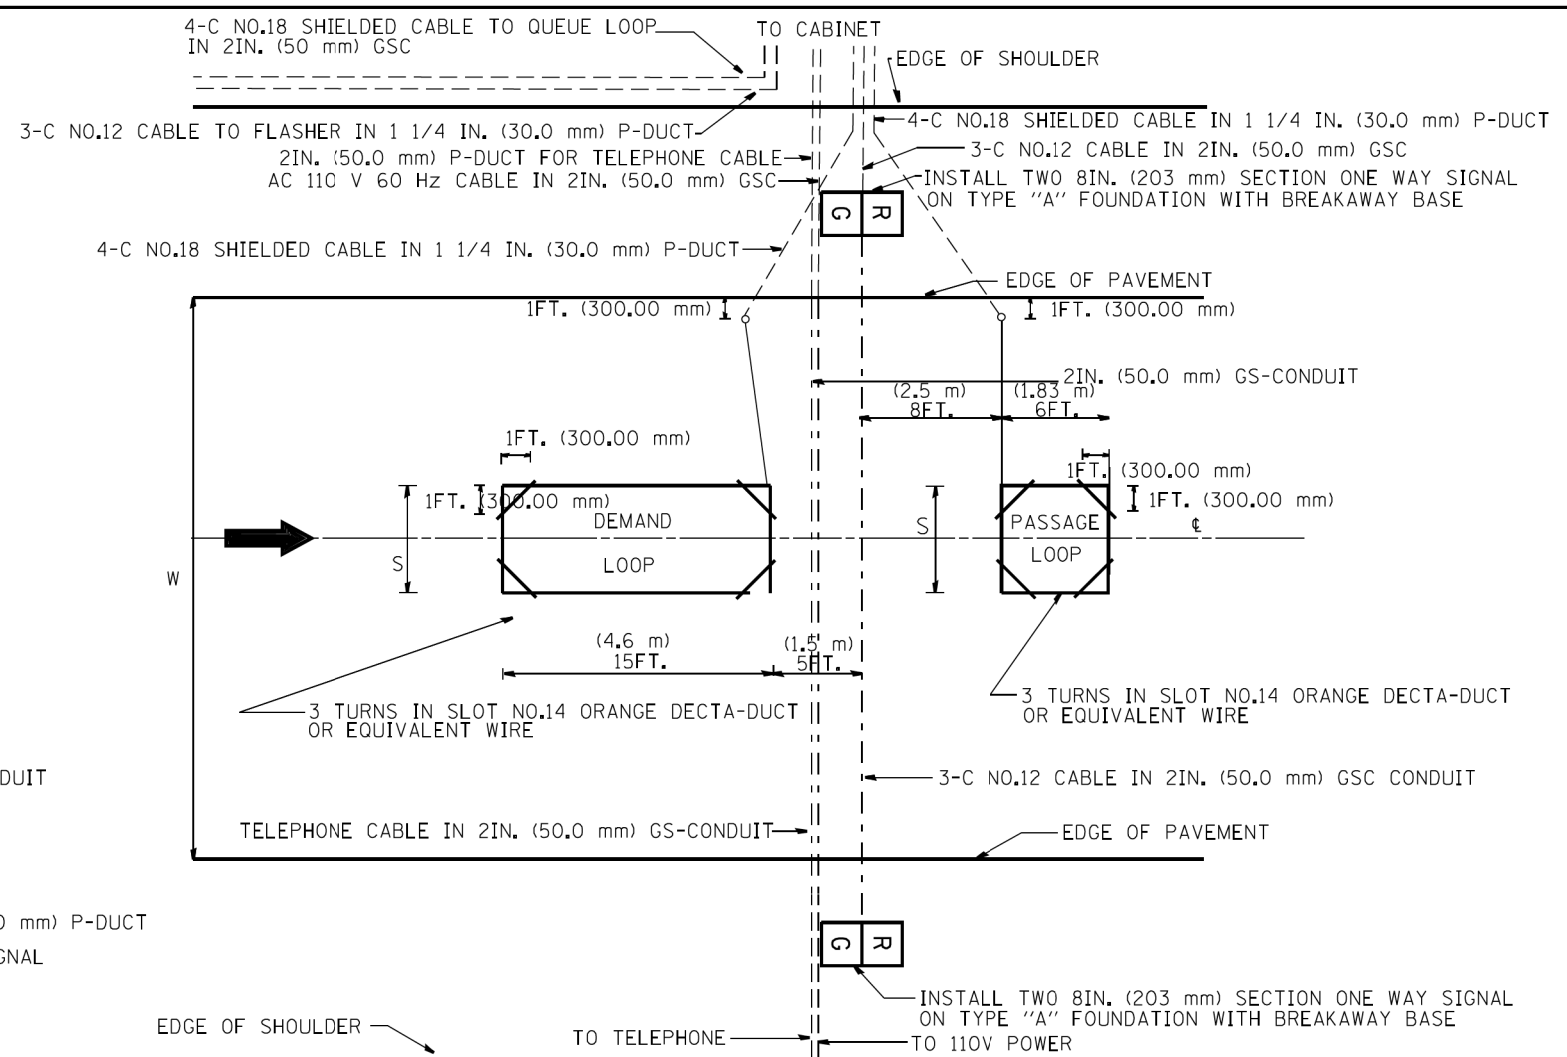 4-C NO.18 SHIELDED CABLE TO QUEUE LOOP
IN 2IN. (50 mm) GSC
TO CABINET
EDGE OF SHOULDER
3-C NO.12 CABLE TO FLASHER IN 1 1/4 IN. (30.0 mm) P-DUCT
4-C NO.18 SHIELDED CABLE IN 1 1/4 IN. (30.0 mm) P-DUCT
2IN. (50.0 mm) P-DUCT FOR TELEPHONE CABLE
3-C NO.12 CABLE IN 2IN. (50.0 mm) GSC
AC 110 V 60 Hz CABLE IN 2IN. (50.0 mm) GSC
INSTALL TWO 8IN. (203 mm) SECTION ONE WAY SIGNAL
ON TYPE "A" FOUNDATION WITH BREAKAWAY BASE
G R
4-C NO.18 SHIELDED CABLE IN 1 1/4 IN. (30.0 mm) P-DUCT
EDGE OF PAVEMENT
1FT. (300.00 mm)
1FT. (300.00 mm)
2IN. (50.0 mm) GS-CONDUIT
(2.5 m)
8FT.
(1.83 m)
6FT.
1FT. (300.00 mm)
1FT. (300.00 mm)
1FT. (300.00 mm)
1FT. (300.00 mm)
DEMAND
LOOP
S
S
PASSAGE
LOOP
℄
W
(4.6 m)
15FT.
(1.5 m)
5FT.
3 TURNS IN SLOT NO.14 ORANGE DECTA-DUCT
OR EQUIVALENT WIRE
3 TURNS IN SLOT NO.14 ORANGE DECTA-DUCT
OR EQUIVALENT WIRE
DUIT
3-C NO.12 CABLE IN 2IN. (50.0 mm) GSC CONDUIT
TELEPHONE CABLE IN 2IN. (50.0 mm) GS-CONDUIT
EDGE OF PAVEMENT
0 mm) P-DUCT
GNAL
G R
INSTALL TWO 8IN. (203 mm) SECTION ONE WAY SIGNAL
ON TYPE "A" FOUNDATION WITH BREAKAWAY BASE
EDGE OF SHOULDER
TO TELEPHONE
TO 110V POWER